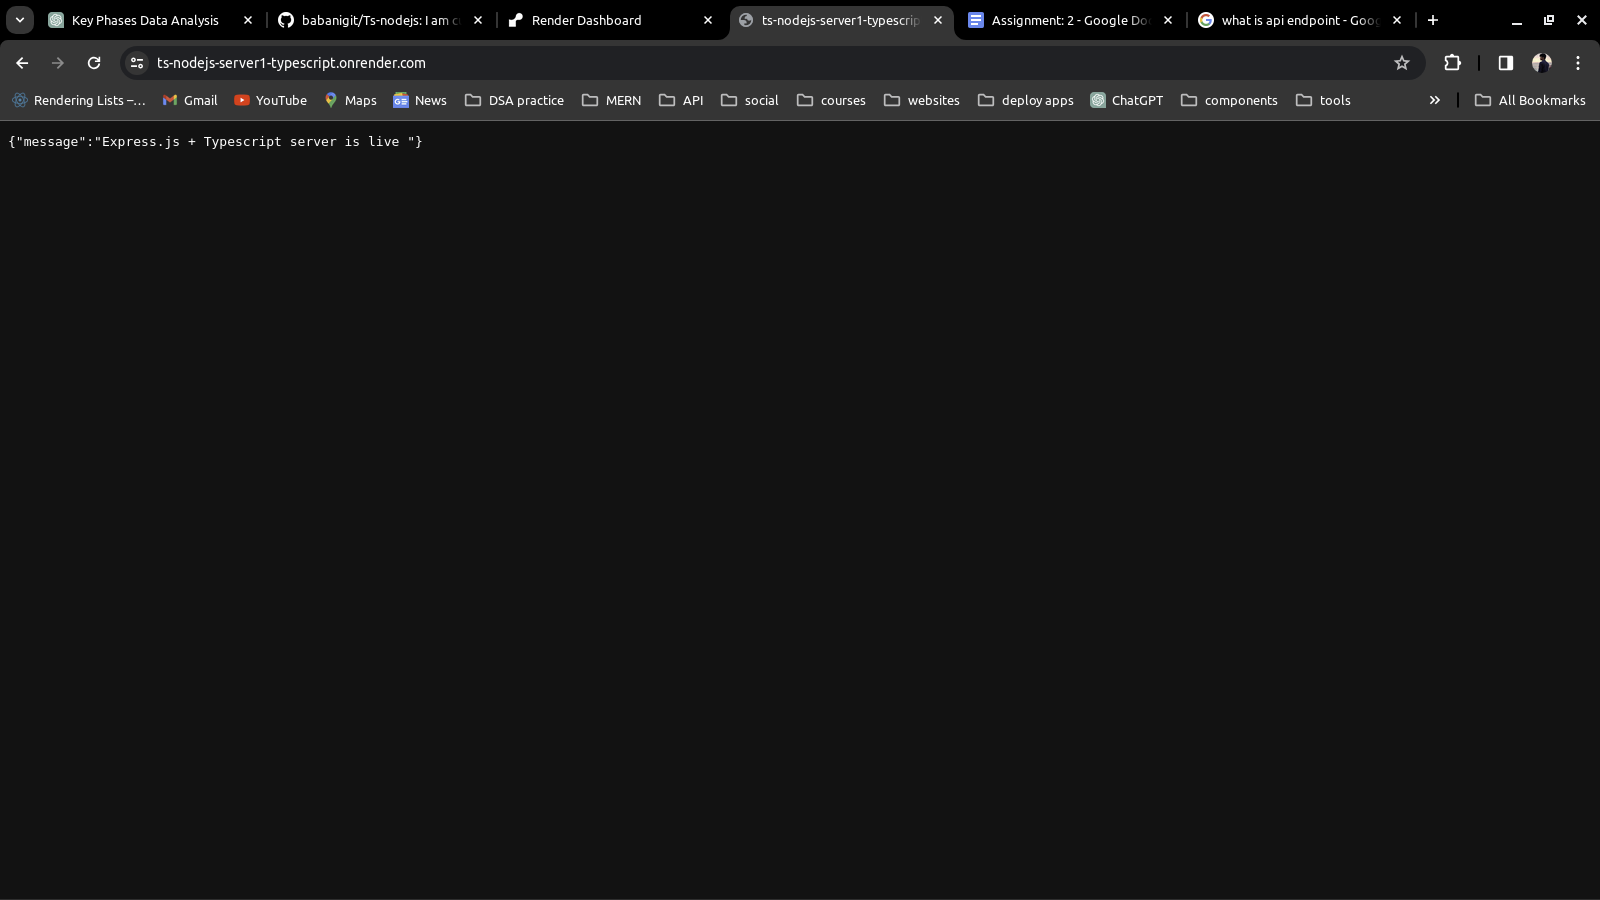 Key Phases Data Analysis
babanigit/Ts-nodejs: I am c
Render Dashboard
ts-nodejs-server1-typescrip
Assignment: 2 - Google Do
what is api endpoint - Goog
ts-nodejs-server1-typescript.onrender.com
Rendering Lists –... Gmail YouTube Maps News DSA practice MERN API social courses websites deploy apps ChatGPT components tools All Bookmarks
{"message":"Express.js + Typescript server is live "}